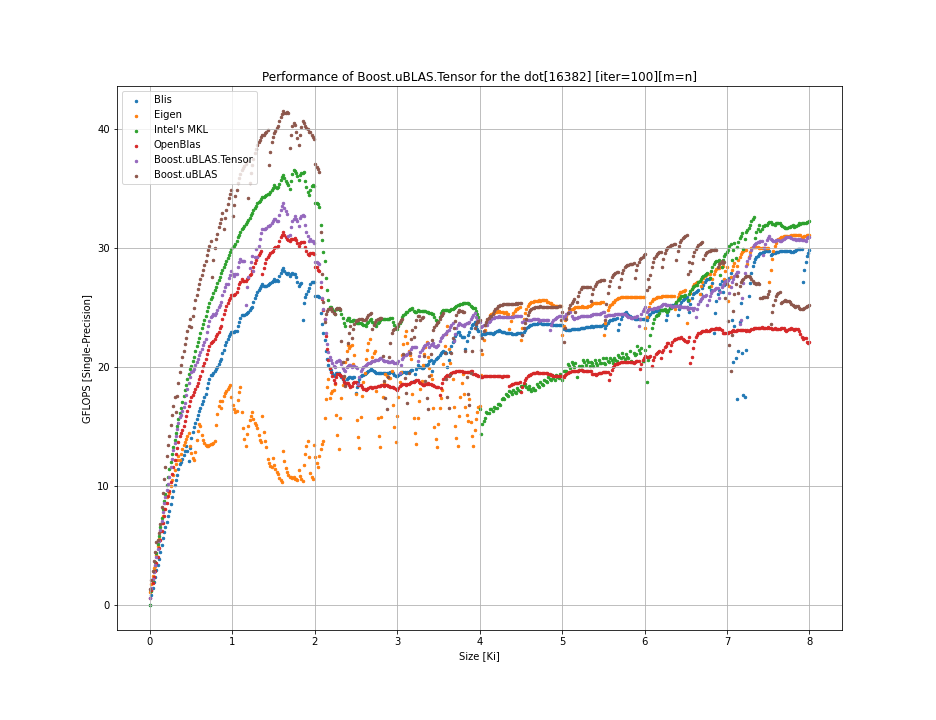 Performance of Boost.uBLAS.Tensor for the dot[16382] [iter=100][m=n]
Blis
Eigen
Intel's MKL
OpenBlas
Boost.uBLAS.Tensor
Boost.uBLAS
GFLOPS [Single-Precision]
40
30
20
10
0
0 1 2 3 4 5 6 7 8
Size [Ki]